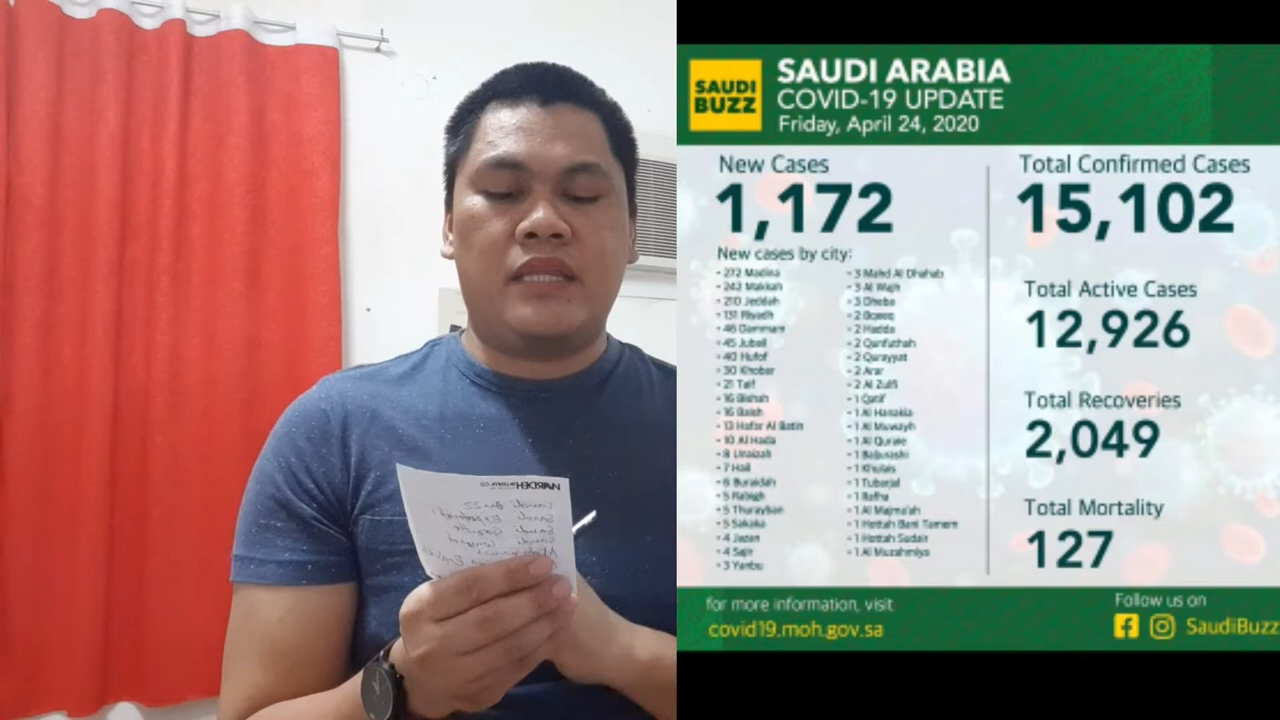 SAUDI BUZZ
SAUDI ARABIA
COVID-19 UPDATE
Friday, April 24, 2020
New Cases
1,172
New cases by city:
- 272 Madina
- 242 Makkah
- 210 Jeddah
- 131 Riyadh
- 46 Dammam
- 45 Jubail
- 40 Hufof
- 30 Khobar
- 21 Taif
- 16 Bishah
- 16 Baish
- 13 Hafar Al Batin
- 10 Al Hada
- 8 Unaizah
- 7 Hail
- 6 Buraidah
- 5 Rabigh
- 5 Thurayban
- 5 Sakaka
- 4 Jazan
- 4 Sajir
- 3 Yanbu
- 3 Mahd Al Dhahab
- 3 Al Wajh
- 3 Dheba
- 2 Bqeeq
- 2 Hadda
- 2 Qunfuthah
- 2 Qurayyat
- 2 Arar
- 2 Al Zulfi
- 1 Qatif
- 1 Al Hanakia
- 1 Al Muwayh
- 1 Al Quraie
- 1
- 1 Khulais
- 1 Tubarjal
- 1 Rafha
- 1 Al Majma'ah
- 1 Hottah Bani Tamem
- 1 Hottah Sudair
- 1 Al Muzahmiya
Total Confirmed Cases
15,102
Total Active Cases
12,926
Total Recoveries
2,049
Total Mortality
127
for more information, visit
covid19.moh.gov.sa
Follow us on
SaudiBuzz